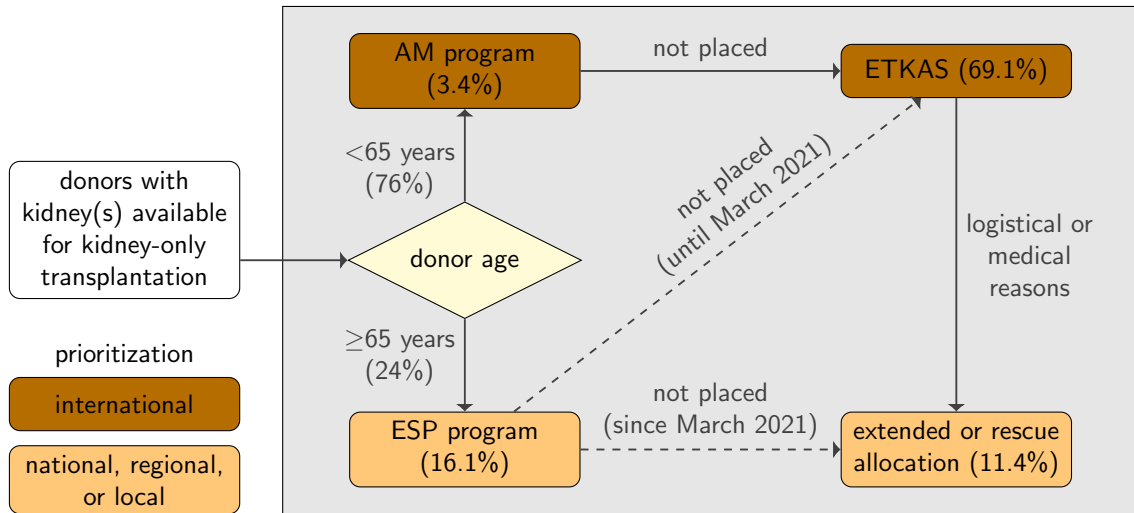 AM program
(3.4%)
not placed
ETKAS (69.1%)
<65 years
(76%)
donors with
kidney(s) available
for kidney-only
transplantation
donor age
not placed
(until March 2021)
logistical or
medical
reasons
≥65 years
(24%)
prioritization
international
national, regional,
or local
ESP program
(16.1%)
not placed
(since March 2021)
extended or rescue
allocation (11.4%)